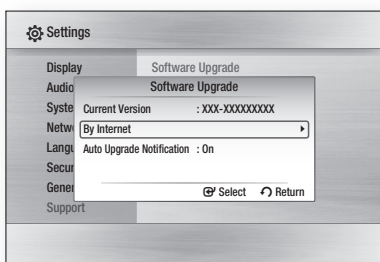 Settings
Display
Software Upgrade
Audio
Software Upgrade
Syste
Current Version : XXX-XXXXXXXXX
Netw
By Internet
Langu
Auto Upgrade Notification : On
Secur
Gener
Select Return
Support